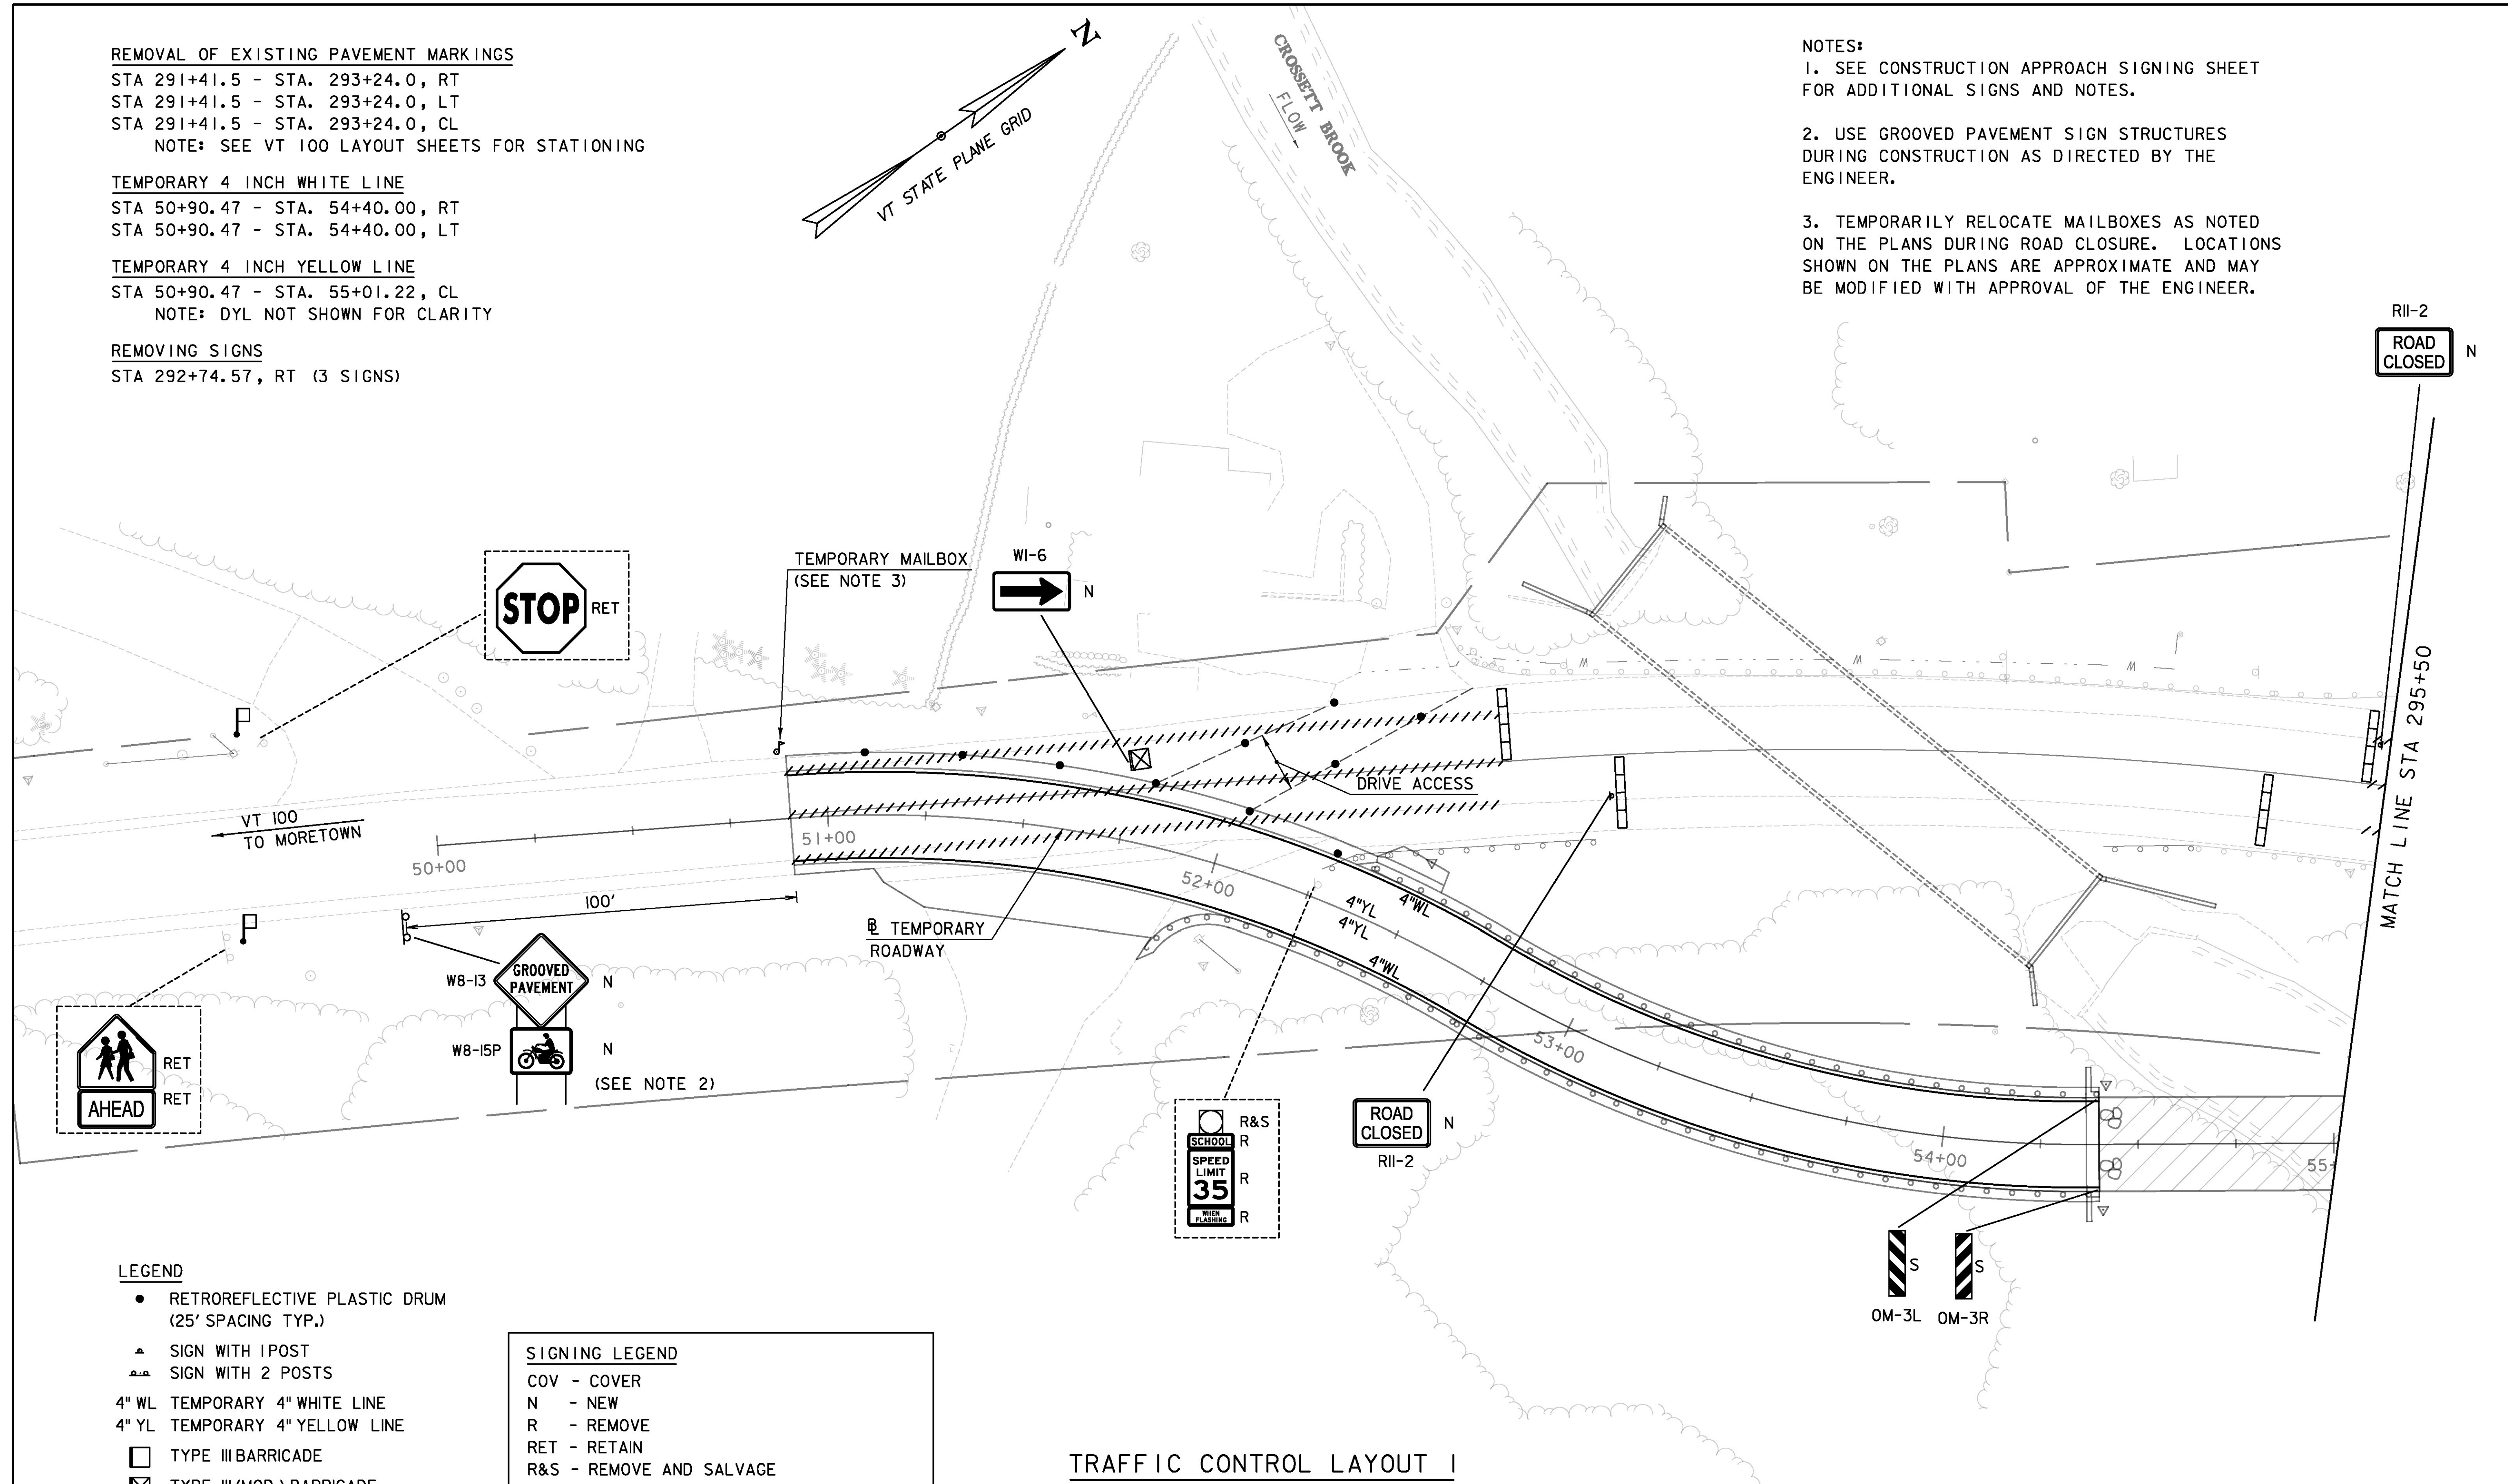 REMOVAL OF EXISTING PAVEMENT MARKINGS
STA 291+41.5 - STA. 293+24.0, RT
STA 291+41.5 - STA. 293+24.0, LT
STA 291+41.5 - STA. 293+24.0, CL
NOTE: SEE VT 100 LAYOUT SHEETS FOR STATIONING
TEMPORARY 4 INCH WHITE LINE
STA 50+90.47 - STA. 54+40.00, RT
STA 50+90.47 - STA. 54+40.00, LT
TEMPORARY 4 INCH YELLOW LINE
STA 50+90.47 - STA. 55+01.22, CL
NOTE: DYL NOT SHOWN FOR CLARITY
REMOVING SIGNS
STA 292+74.57, RT (3 SIGNS)
N
VT STATE PLANE GRID
CROSSETT BROOK
FLOW
NOTES:
1. SEE CONSTRUCTION APPROACH SIGNING SHEET
FOR ADDITIONAL SIGNS AND NOTES.
2. USE GROOVED PAVEMENT SIGN STRUCTURES
DURING CONSTRUCTION AS DIRECTED BY THE
ENGINEER.
3. TEMPORARILY RELOCATE MAILBOXES AS NOTED
ON THE PLANS DURING ROAD CLOSURE. LOCATIONS
SHOWN ON THE PLANS ARE APPROXIMATE AND MAY
BE MODIFIED WITH APPROVAL OF THE ENGINEER.
R11-2
ROAD
CLOSED
N
STOP
RET
TEMPORARY MAILBOX
(SEE NOTE 3)
W1-6
N
W
W
W
MATCH LINE STA 295+50
DRIVE ACCESS
VT 100
TO MORETOWN
50+00
51+00
52+00
53+00
54+00
55+
100'
℄ TEMPORARY
ROADWAY
4"YL
4"YL
4"WL
4"WL
W8-13
GROOVED
PAVEMENT
N
W8-15P
N
(SEE NOTE 2)
RET
AHEAD
RET
R&S
SCHOOL
R
SPEED
LIMIT
35
R
WHEN
FLASHING
R
ROAD
CLOSED
N
R11-2
S
S
OM-3L
OM-3R
LEGEND
RETROREFLECTIVE PLASTIC DRUM
(25' SPACING TYP.)
SIGN WITH 1 POST
SIGN WITH 2 POSTS
4" WL TEMPORARY 4" WHITE LINE
4" YL TEMPORARY 4" YELLOW LINE
TYPE III BARRICADE
TYPE III (MOD.) BARRICADE
SIGNING LEGEND
COV - COVER
N - NEW
R - REMOVE
RET - RETAIN
R&S - REMOVE AND SALVAGE
TRAFFIC CONTROL LAYOUT 1